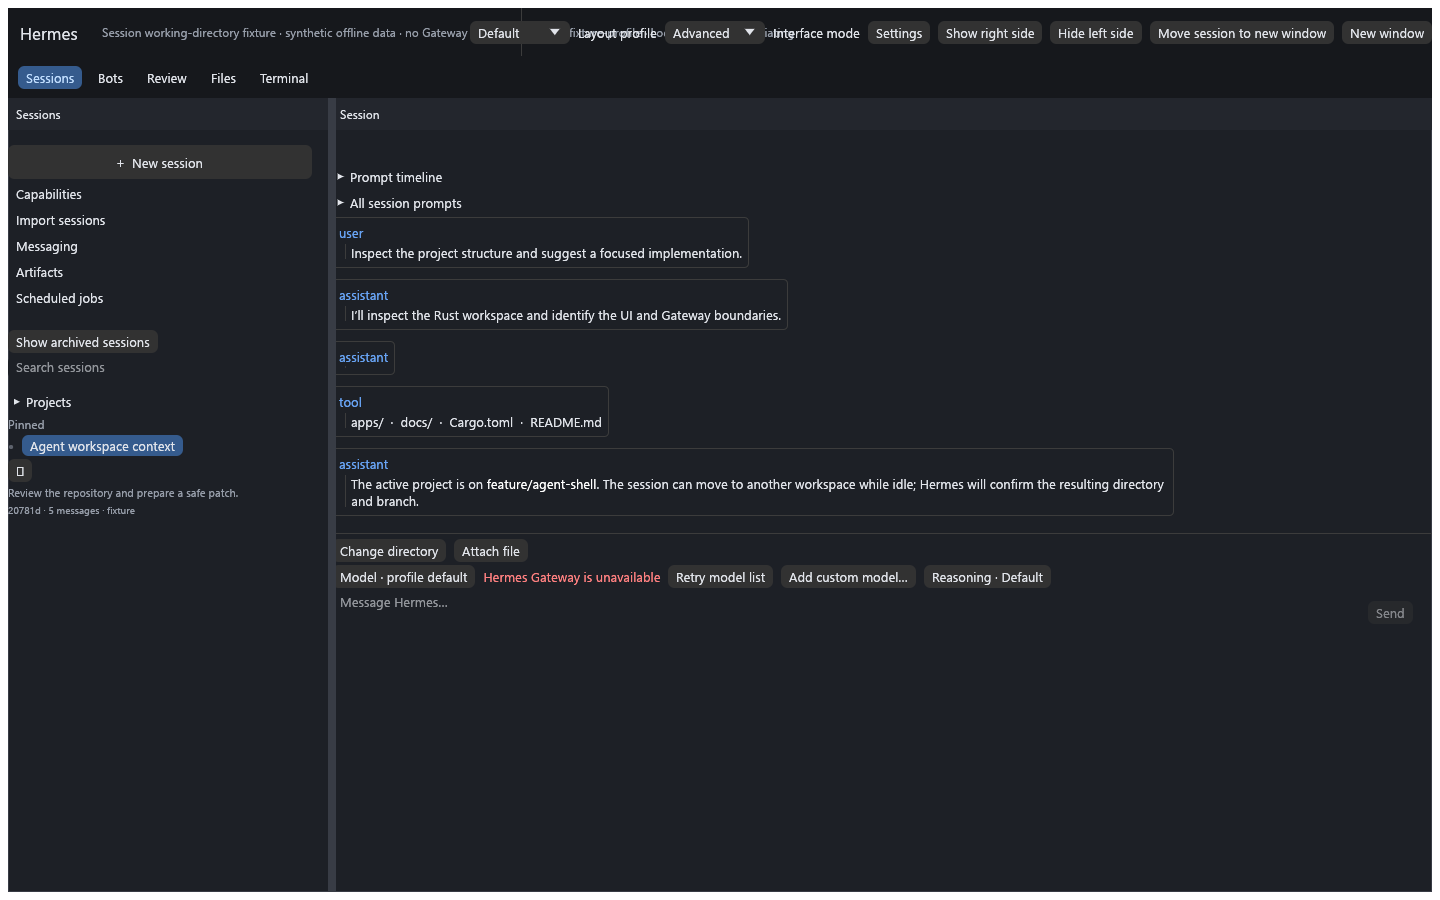 Hermes
Session working-directory fixture · synthetic offline data · no Gateway
Default
Layout profile
Advanced
Interface mode
Settings
Show right side
Hide left side
Move session to new window
New window
Sessions
Bots
Review
Files
Terminal
Sessions
+ New session
Capabilities
Import sessions
Messaging
Artifacts
Scheduled jobs
Show archived sessions
Search sessions
Projects
Pinned
Agent workspace context
Review the repository and prepare a safe patch.
20781d · 5 messages · fixture
Session
Prompt timeline
All session prompts
user
Inspect the project structure and suggest a focused implementation.
assistant
I’ll inspect the Rust workspace and identify the UI and Gateway boundaries.
assistant
tool
apps/ · docs/ · Cargo.toml · README.md
assistant
The active project is on feature/agent-shell. The session can move to another workspace while idle; Hermes will confirm the resulting directory
and branch.
Change directory
Attach file
Model · profile default
Hermes Gateway is unavailable
Retry model list
Add custom model...
Reasoning · Default
Message Hermes...
Send